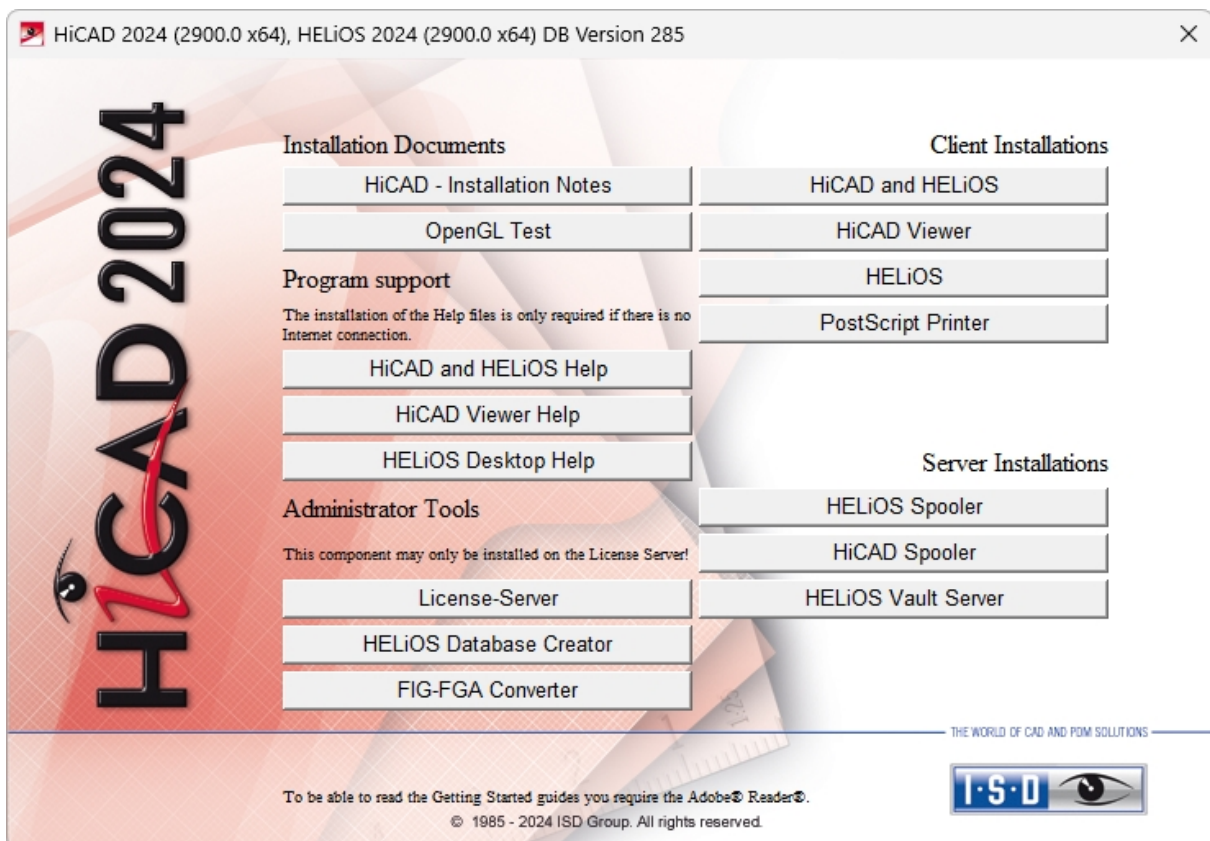 HiCAD 2024 (2900.0 x64), HELiOS 2024 (2900.0 x64) DB Version 285
HiCAD 2024
Installation Documents
HiCAD - Installation Notes
OpenGL Test
Program support
The installation of the Help files is only required if there is no
Internet connection.
HiCAD and HELiOS Help
HiCAD Viewer Help
HELiOS Desktop Help
Administrator Tools
This component may only be installed on the License Server!
License-Server
HELiOS Database Creator
FIG-FGA Converter
Client Installations
HiCAD and HELiOS
HiCAD Viewer
HELiOS
PostScript Printer
Server Installations
HELiOS Spooler
HiCAD Spooler
HELiOS Vault Server
THE WORLD OF CAD AND PDM SOLUTIONS
I·S·D
To be able to read the Getting Started guides you require the Adobe® Reader®.
© 1985 - 2024 ISD Group. All rights reserved.